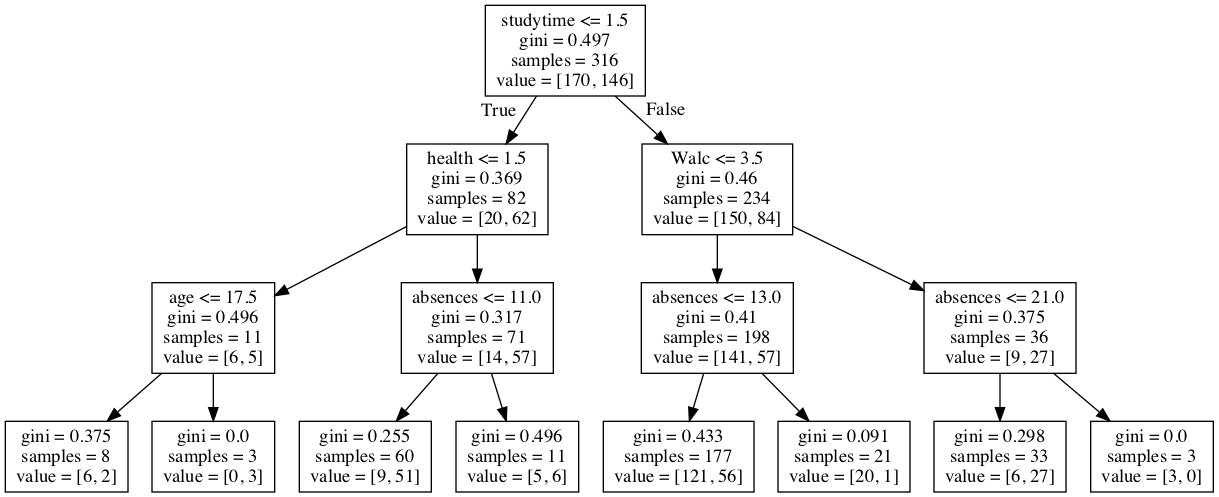 studytime <= 1.5
gini = 0.497
samples = 316
value = [170, 146]
True
False
health <= 1.5
gini = 0.369
samples = 82
value = [20, 62]
Walc <= 3.5
gini = 0.46
samples = 234
value = [150, 84]
age <= 17.5
gini = 0.496
samples = 11
value = [6, 5]
absences <= 11.0
gini = 0.317
samples = 71
value = [14, 57]
absences <= 13.0
gini = 0.41
samples = 198
value = [141, 57]
absences <= 21.0
gini = 0.375
samples = 36
value = [9, 27]
gini = 0.375
samples = 8
value = [6, 2]
gini = 0.0
samples = 3
value = [0, 3]
gini = 0.255
samples = 60
value = [9, 51]
gini = 0.496
samples = 11
value = [5, 6]
gini = 0.433
samples = 177
value = [121, 56]
gini = 0.091
samples = 21
value = [20, 1]
gini = 0.298
samples = 33
value = [6, 27]
gini = 0.0
samples = 3
value = [3, 0]